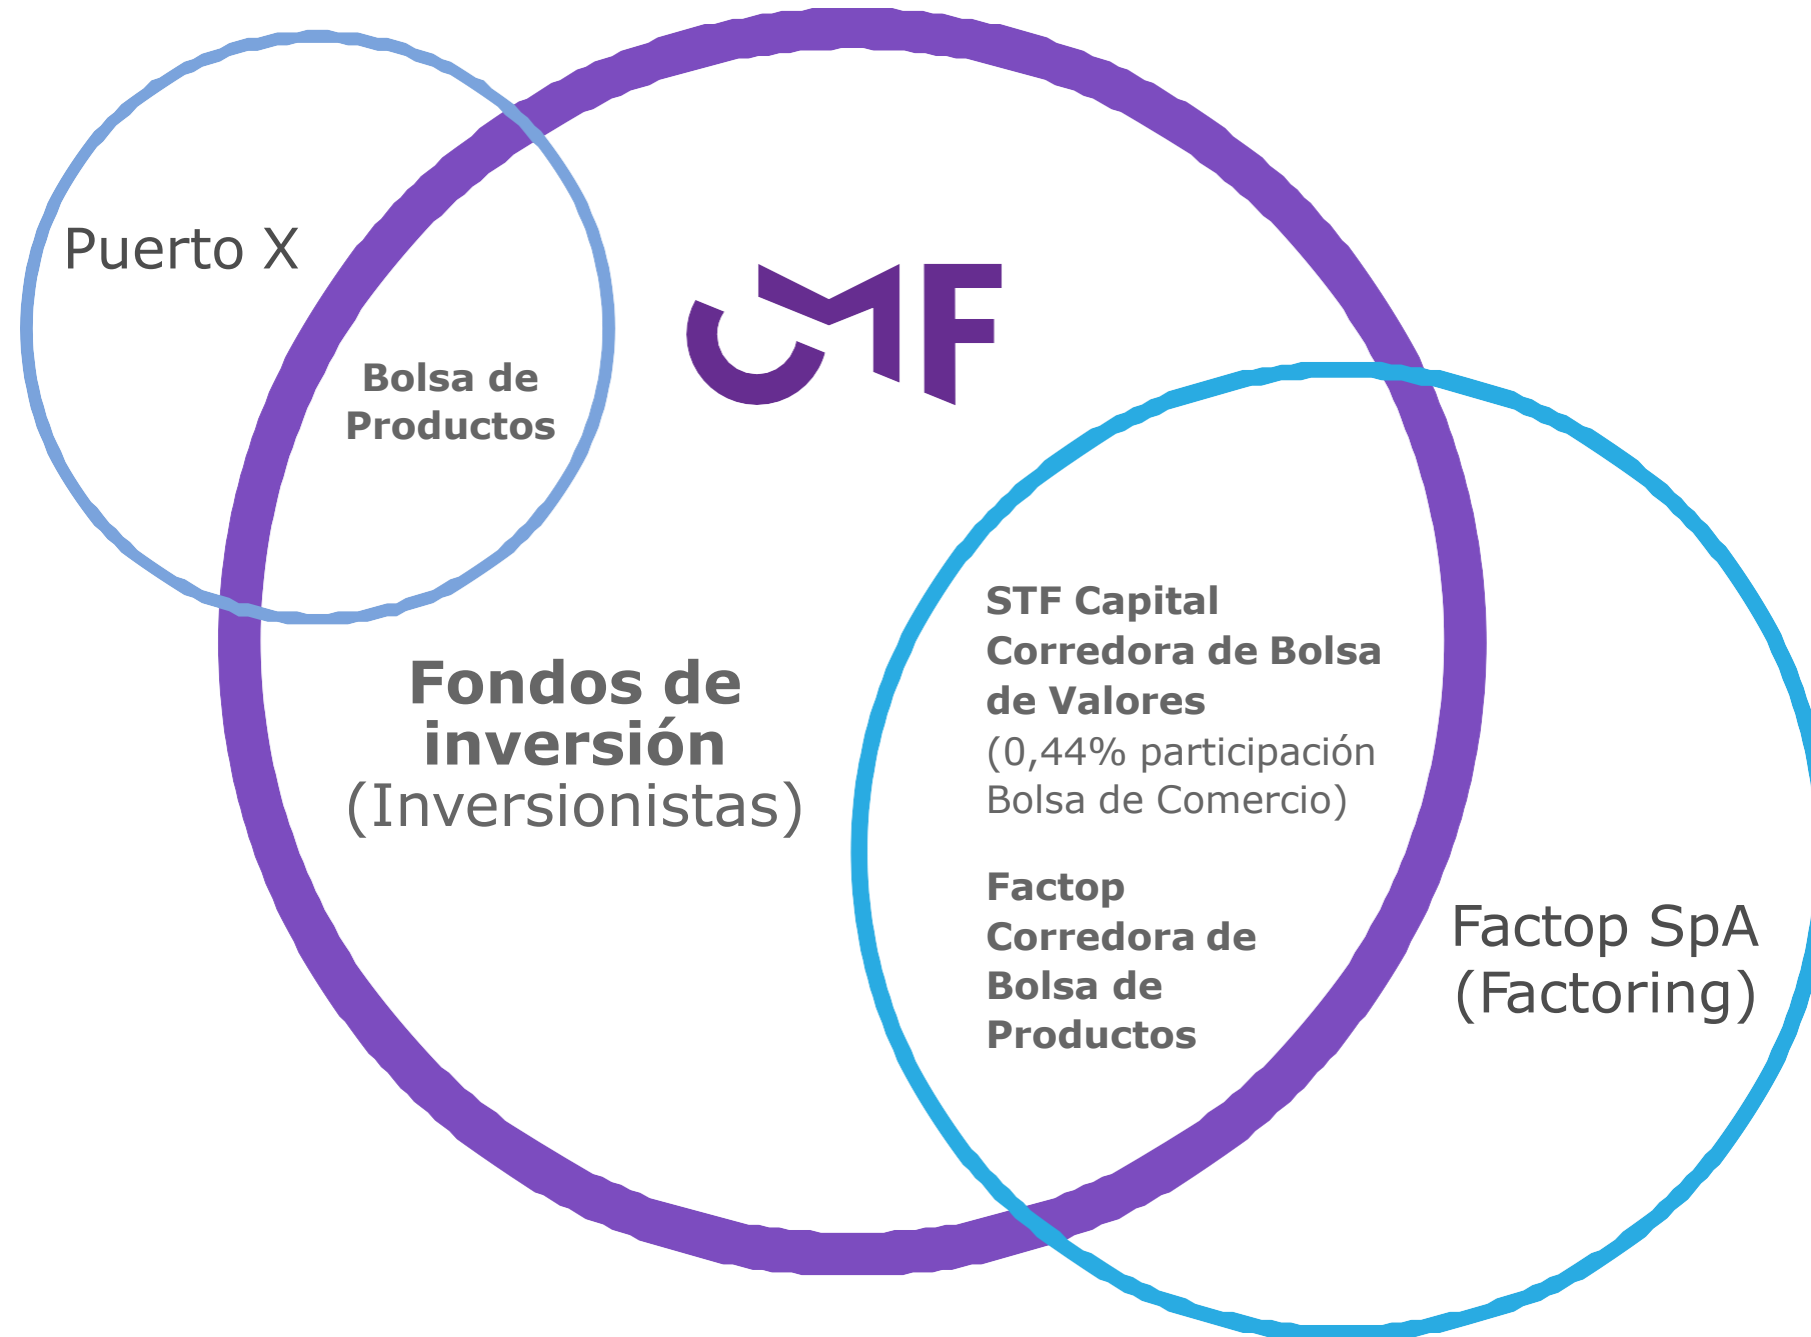 Puerto X
Bolsa de
Productos
CMF
Fondos de
inversión
(Inversionistas)
STF Capital
Corredora de Bolsa
de Valores
(0,44% participación
Bolsa de Comercio)
Factop
Corredora de
Bolsa de
Productos
Factop SpA
(Factoring)